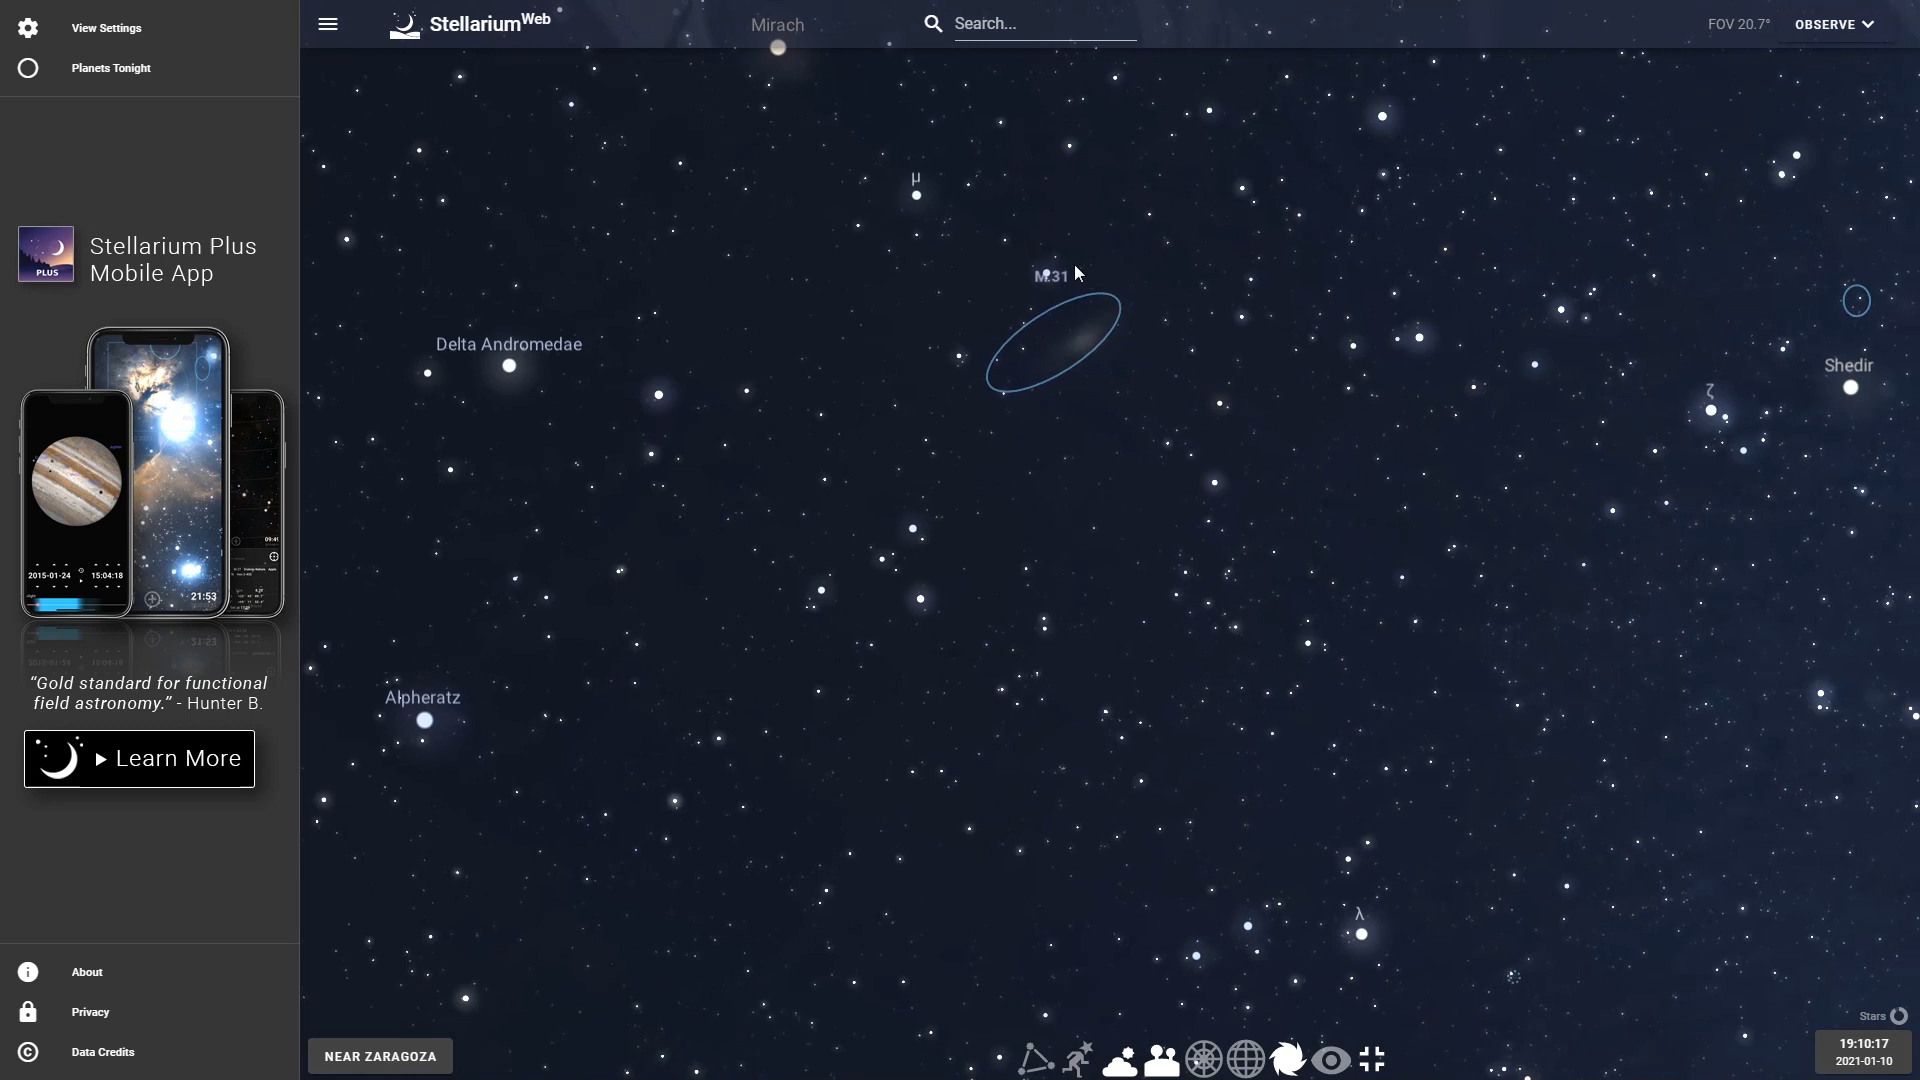 View Settings
Planets Tonight
StellariumWeb
Search...
FOV 20.7°
OBSERVE
Mirach
μ
M 31
Delta Andromedae
Shedir
ζ
Alpheratz
λ
Stellarium Plus
Mobile App
PLUS
2015-01-24
15:04:18
21:53
“Gold standard for functional
field astronomy.” - Hunter B.
Learn More
About
Privacy
Data Credits
NEAR ZARAGOZA
Stars
19:10:17
2021-01-10